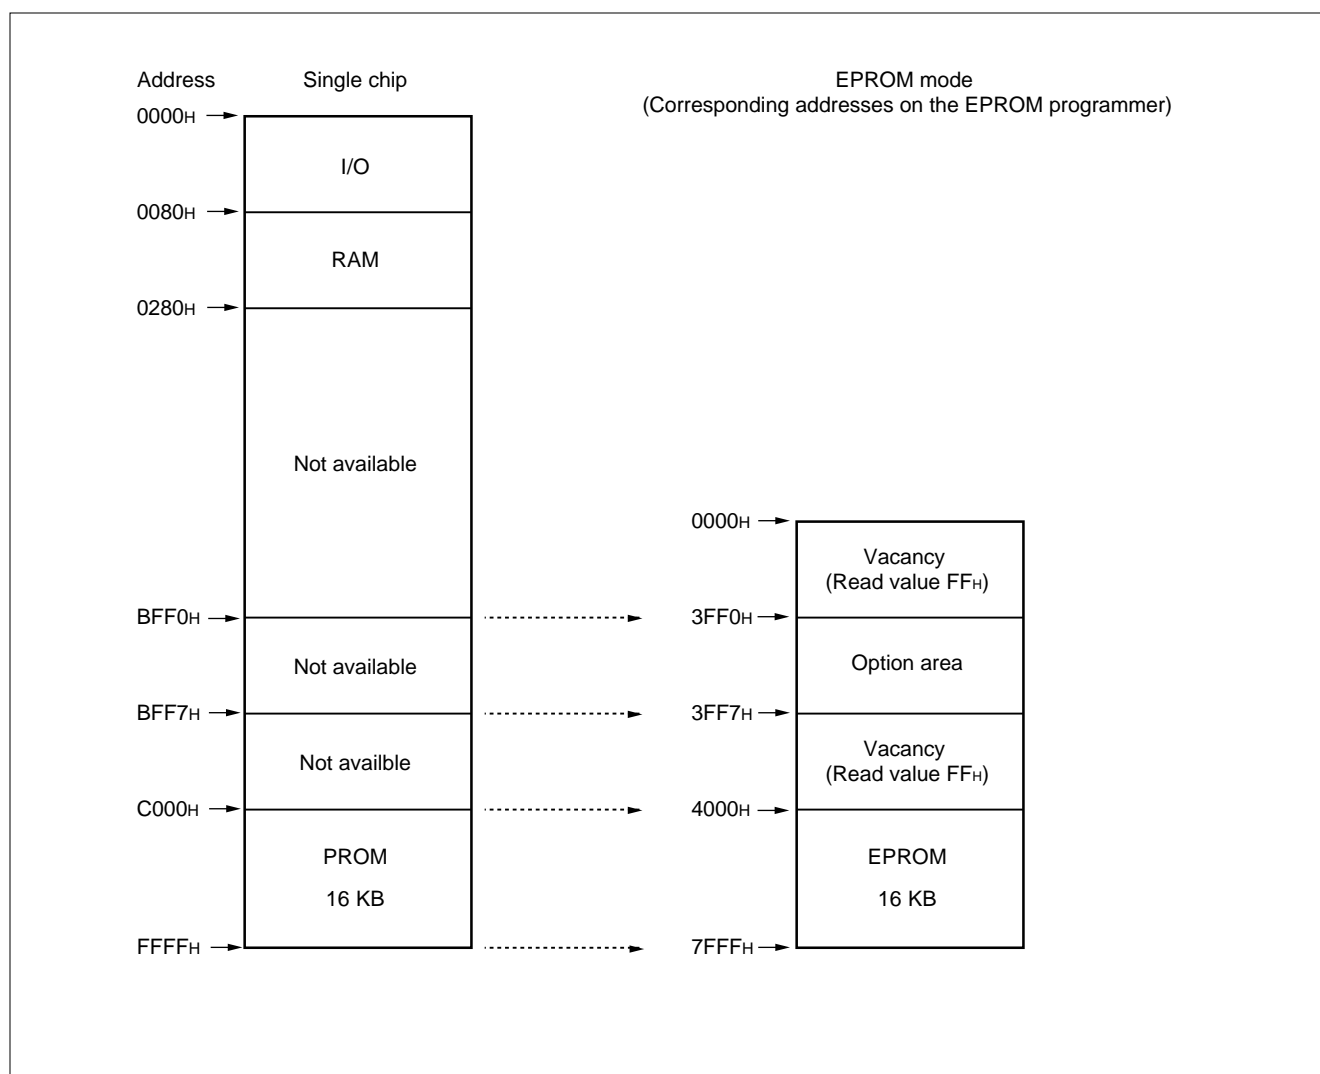 Address Single chip EPROM mode
(Corresponding addresses on the EPROM programmer)
0000H
I/O
0080H
RAM
0280H
Not available
0000H
Vacancy
(Read value FFH)
BFF0H 3FF0H
Not available Option area
BFF7H 3FF7H
Not availble Vacancy
(Read value FFH)
C000H 4000H
PROM EPROM
16 KB 16 KB
FFFFH 7FFFH